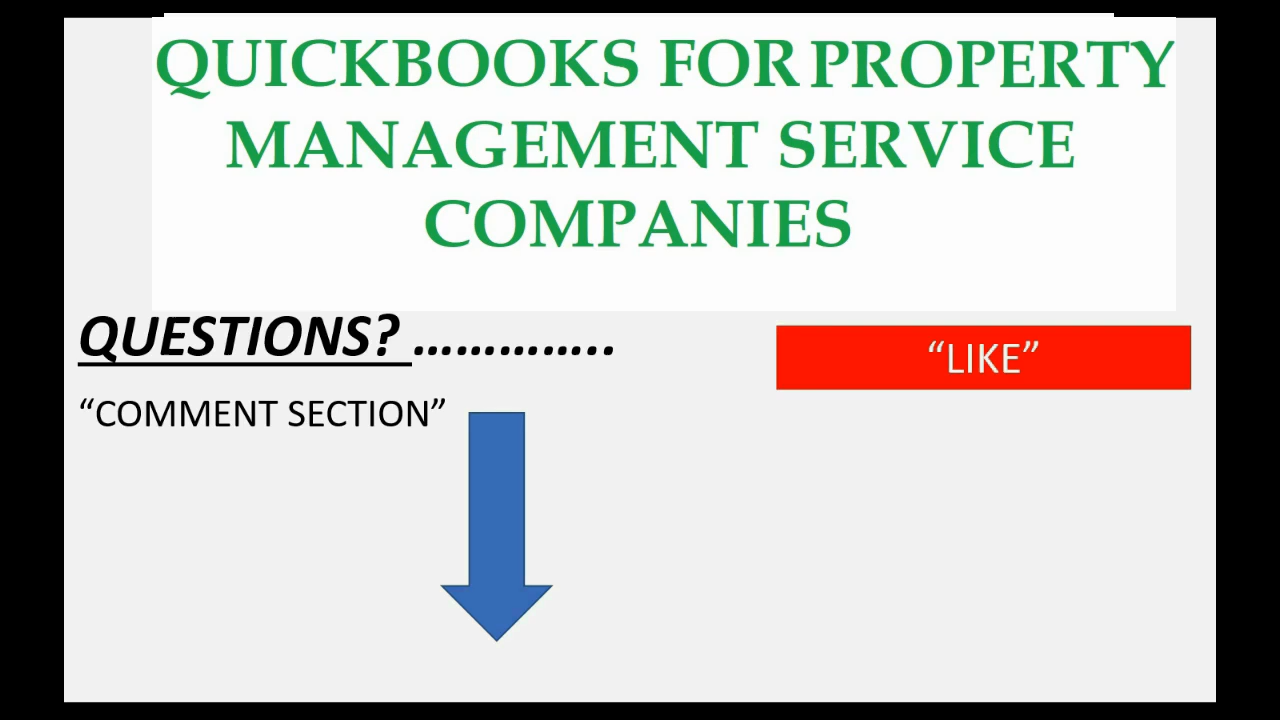 QUICKBOOKS FOR PROPERTY
MANAGEMENT SERVICE
COMPANIES
QUESTIONS? …………..
“LIKE”
“COMMENT SECTION”